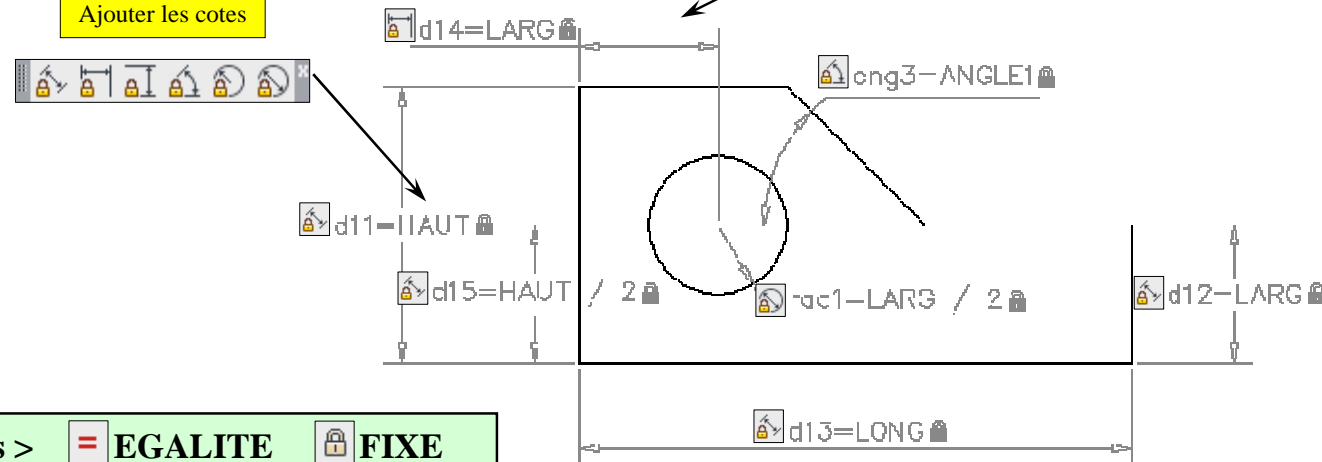 Ajouter les cotes
d14=LARG
ang3=ANGLE1
d11=HAUT
d15=HAUT / 2
rad1=LARG / 2
d12=LARG
d13=LONG
s > = EGALITE FIXE